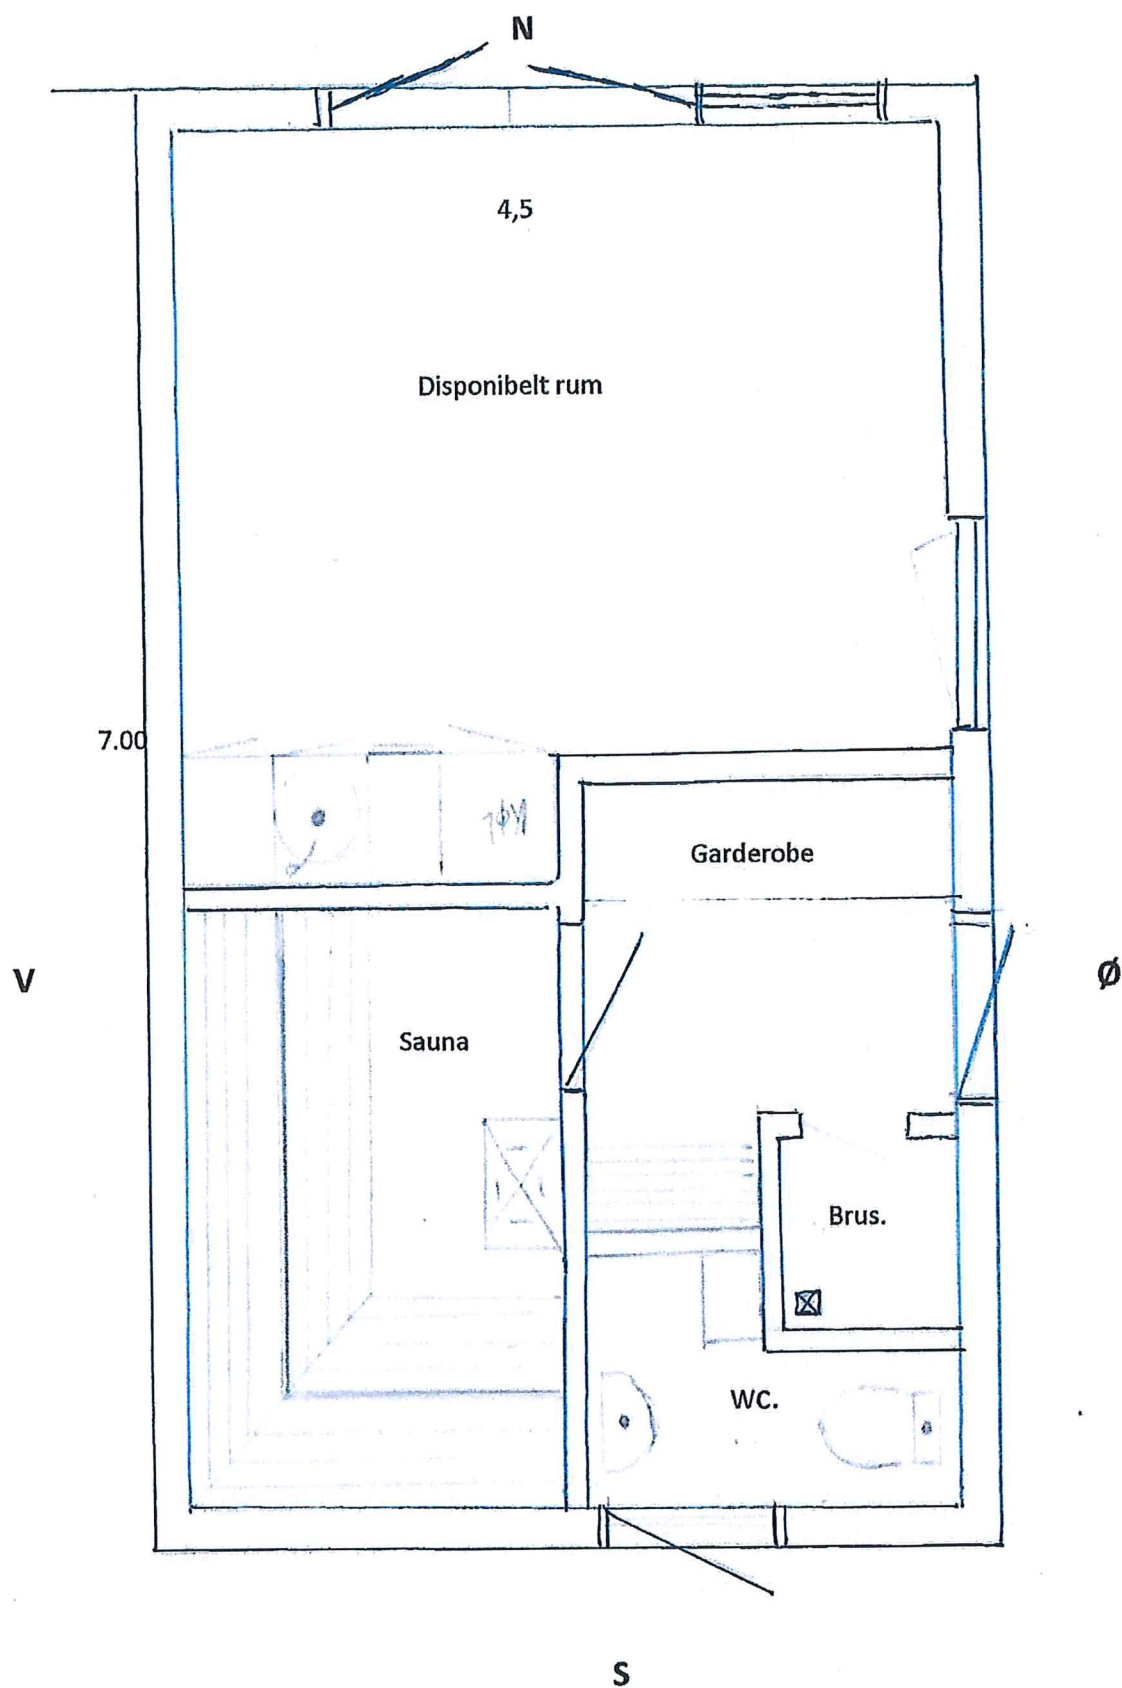 N
4,5
Disponibelt rum
7.00
Garderobe
V
Ø
Sauna
Brus.
WC.
S